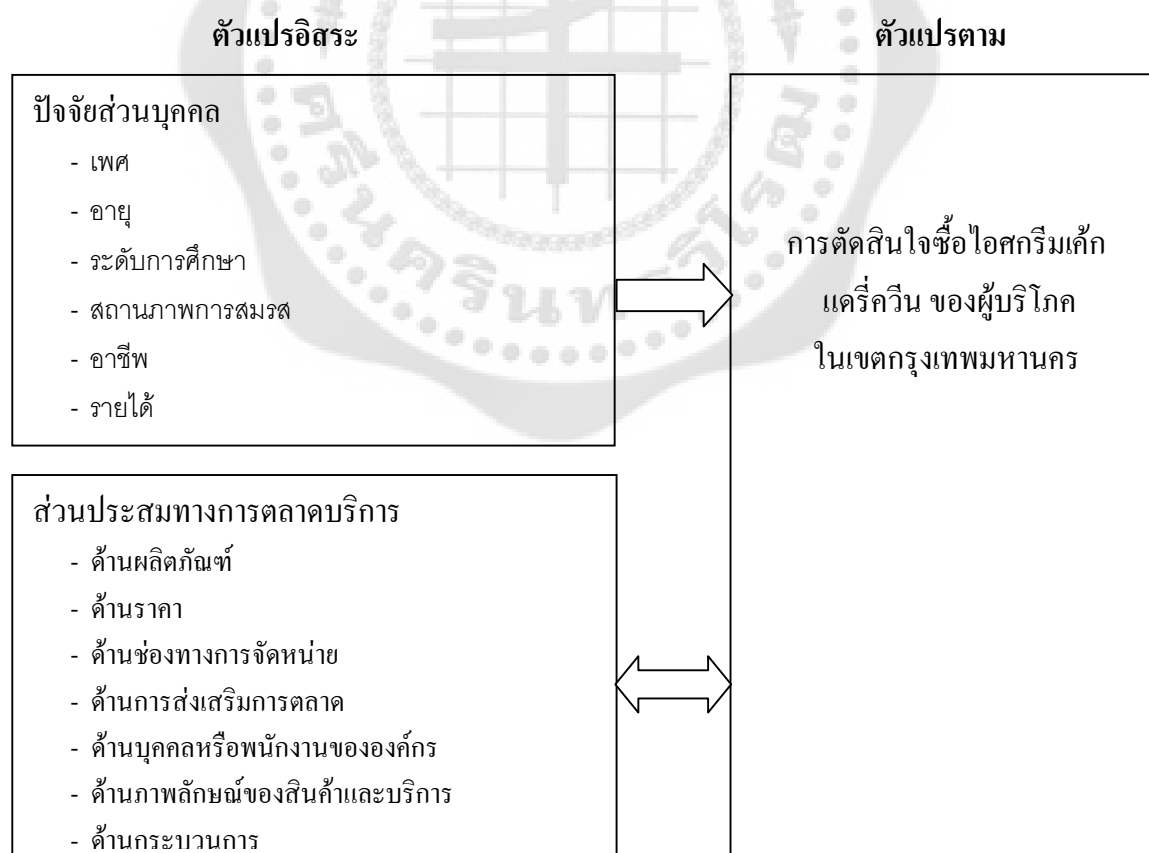 ตัวแปรอิสระ
ตัวแปรตาม
ปัจจัยส่วนบุคคล
- เพศ
- อายุ
- ระดับการศึกษา
- สถานภาพการสมรส
- อาชีพ
- รายได้
การตัดสินใจซื้อไอศกรีมเค้ก
แดรี่ควีน ของผู้บริโภค
ในเขตกรุงเทพมหานคร
ส่วนประสมทางการตลาดบริการ
- ด้านผลิตภัณฑ์
- ด้านราคา
- ด้านช่องทางการจัดหน่าย
- ด้านการส่งเสริมการตลาด
- ด้านบุคคลหรือพนักงานขององค์กร
- ด้านภาพลักษณ์ของสินค้าและบริการ
- ด้านกระบวนการ
ศรีนครินทรวิโรฒ